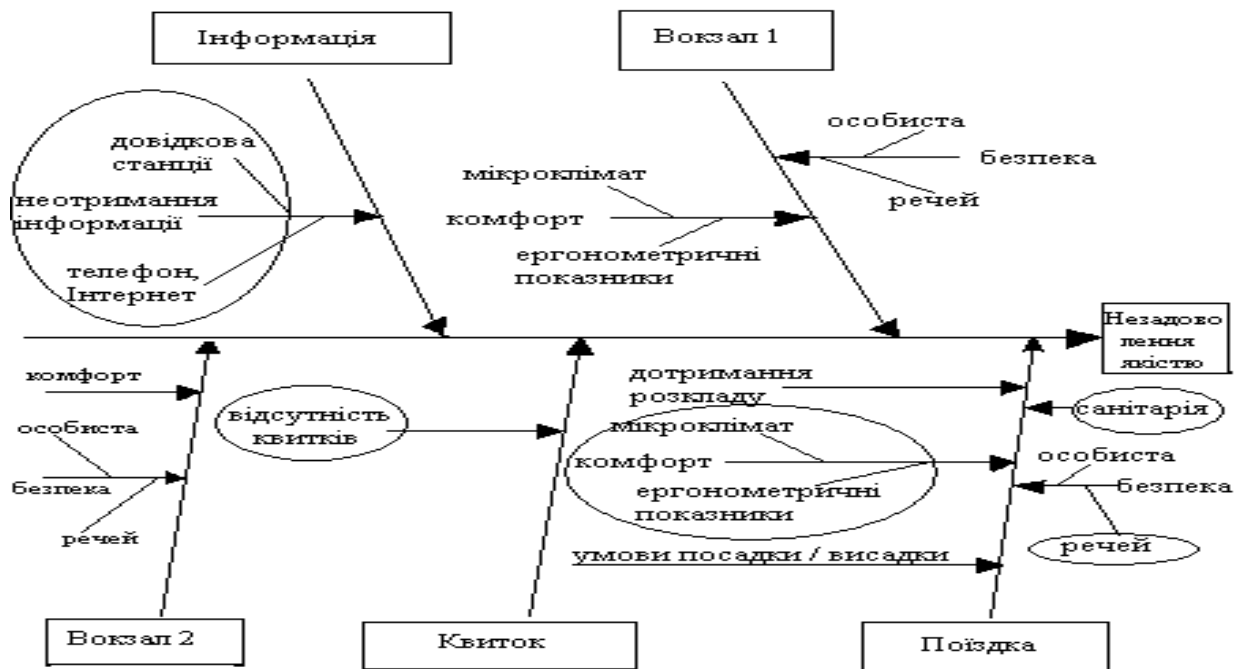 Інформація
Вокзал 1
довідкова
станції
неотримання
інформації
телефон,
Інтернет
особиста
безпека
речей
мікроклімат
комфорт
ергонометричні
показники
Незадово
лення
якістю
комфорт
особиста
безпека
речей
відсутність
квитків
дотримання
розкладу
санітарія
мікроклімат
комфорт
ергонометричні
показники
особиста
безпека
речей
умови посадки / висадки
Вокзал 2
Квиток
Поїздка